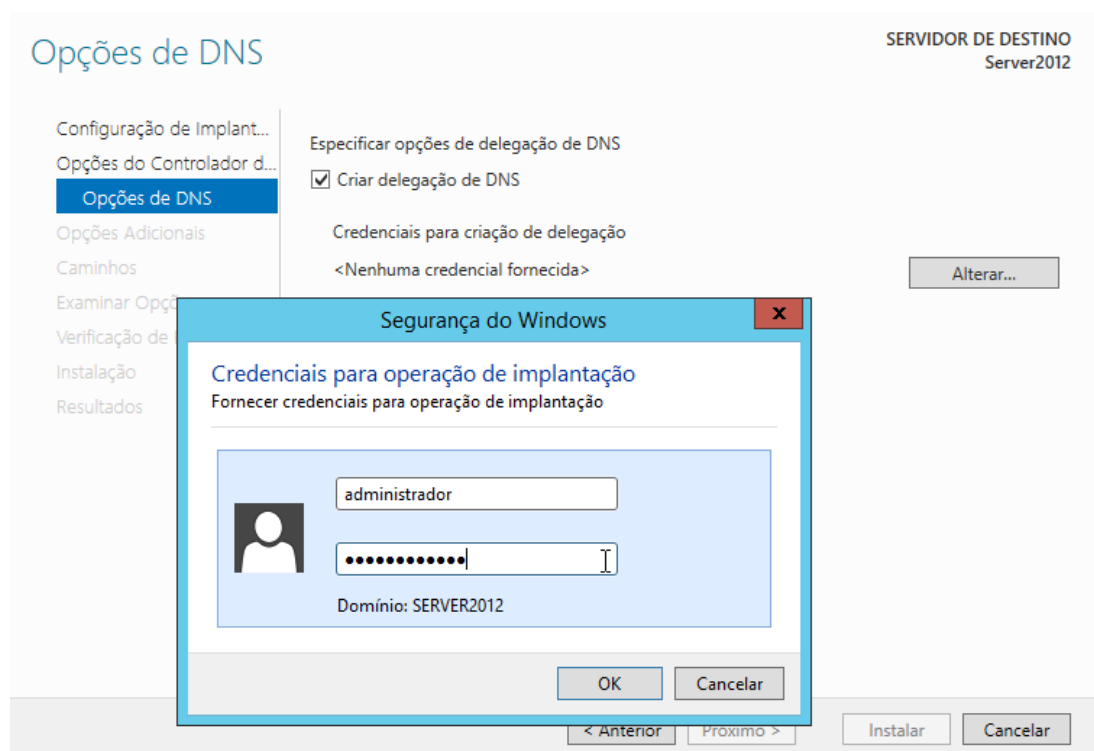 Opções de DNS
SERVIDOR DE DESTINO
Server2012
Configuração de Implant...
Opções do Controlador d...
Opções de DNS
Opções Adicionais
Caminhos
Examinar Opçõ
Verificação de
Instalação
Resultados
Especificar opções de delegação de DNS
Criar delegação de DNS
Credenciais para criação de delegação
<Nenhuma credencial fornecida>
Alterar...
Segurança do Windows
x
Credenciais para operação de implantação
Fornecer credenciais para operação de implantação
administrador
••••••••••••
Domínio: SERVER2012
OK
Cancelar
< Anterior
Próximo >
Instalar
Cancelar